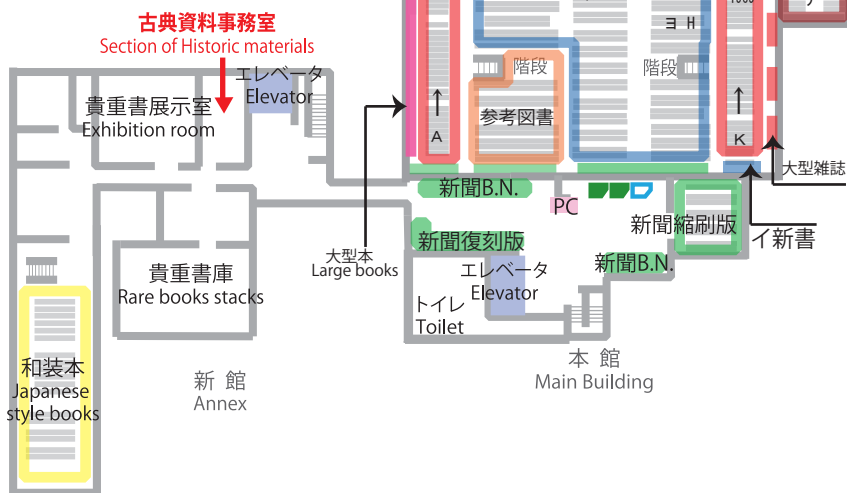 古典資料事務室
Section of Historic materials
エレベータ
Elevator
貴重書展示室
Exhibition room
階段
階段
ヨ H
参考図書
A
K
大型雑誌
新聞B.N.
PC
新聞縮刷版
イ新書
大型本
Large books
新聞復刻版
新聞B.N.
エレベータ
Elevator
貴重書庫
Rare books stacks
トイレ
Toilet
和装本
Japanese
style books
新 館
Annex
本 館
Main Building